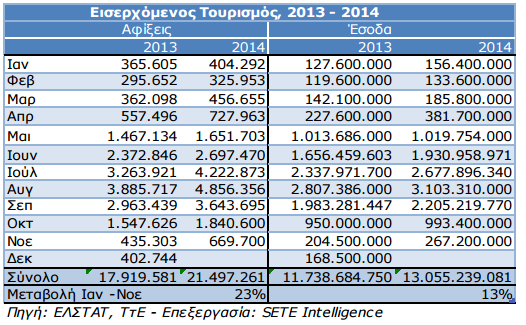 Εισερχόμενος Τουρισμός, 2013 - 2014
Αφίξεις Έσοδα
2013 2014 2013 2014
Ιαν 365.605 404.292 127.600.000 156.400.000
Φεβ 295.652 325.953 119.600.000 133.600.000
Μαρ 362.098 456.655 142.100.000 185.800.000
Απρ 557.496 727.963 227.600.000 381.700.000
Μαι 1.467.134 1.651.703 1.013.686.000 1.019.754.000
Ιουν 2.372.846 2.697.470 1.656.459.603 1.930.958.971
Ιούλ 3.263.921 4.222.873 2.337.971.700 2.677.896.340
Αυγ 3.885.717 4.856.356 2.807.386.000 3.103.310.000
Σεπ 2.963.439 3.643.695 1.983.281.447 2.205.219.770
Οκτ 1.547.626 1.840.600 950.000.000 993.400.000
Νοε 435.303 669.700 204.500.000 267.200.000
Δεκ 402.744 168.500.000
Σύνολο 17.919.581 21.497.261 11.738.684.750 13.055.239.081
Μεταβολή Ιαν -Νοε 23% 13%
Πηγή: ΕΛΣΤΑΤ, ΤτΕ - Επεξεργασία: SETE Intelligence